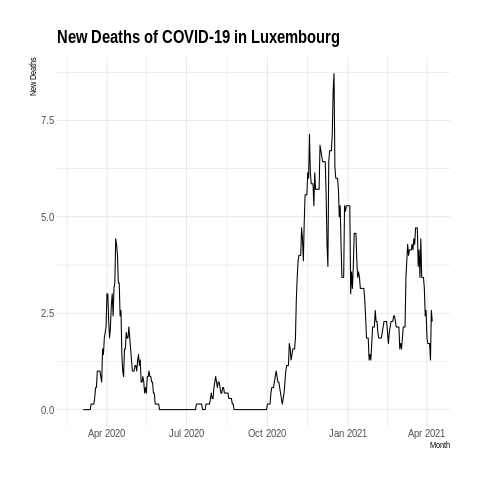 New Deaths of COVID-19 in Luxembourg
New Deaths
7.5
5.0
2.5
0.0
Apr 2020 Jul 2020 Oct 2020 Jan 2021 Apr 2021
Month